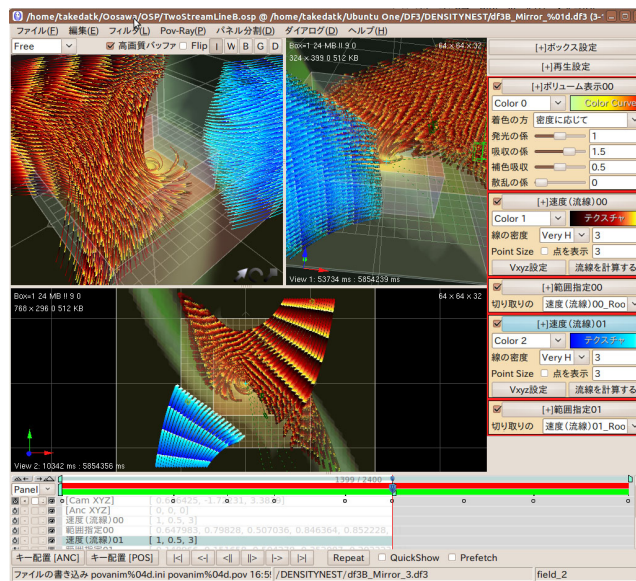 /home/takedatk/Oosawa/OSP/TwoStreamLineB.osp @ /home/takedatk/Ubuntu One/DF3/DENSITYNEST/df3B_Mirror_%01d.df3 (3-
ファイル(F) 編集(E) フィルタ(L) Pov-Ray(P) パネル分割(D) ダイアログ(D) ヘルプ(H)
Free 高画質バッファ Flip I W B G D
Box=1 24 MB !! 9 0 64 x 64 x 32
324 x 399 0 512 KB
View 1: 53734 ms : 5854239 ms
Box=1 24 MB !! 9 0 64 x 64 x 32
768 x 296 0 512 KB
View 2: 10342 ms : 5854356 ms
[+]ボックス設定
[+]再生設定
[+]ボリューム表示00
Color 0 Color Curve
着色の方 密度に応じて
発光の係 1
吸収の係 1.5
補色吸収 0.5
散乱の係 0
[+]速度(流線)00
Color 1 テクスチャ
線の密度 Very H 3
Point Size 点を表示 3
Vxyz設定 流線を計算する
[+]範囲指定00
切り取りの 速度(流線)00_Roo
[+]速度(流線)01
Color 2 テクスチャ
線の密度 Very H 3
Point Size 点を表示 3
Vxyz設定 流線を計算する
[+]範囲指定01
切り取りの 速度(流線)01_Roo
1399 / 2400
Panel
[Cam XYZ]
[Anc XYZ] [ 0, 0, 0]
速度(流線)00 [ 1, 0.5, 3]
範囲指定00 [ 0.647983, 0.79828, 0.507036, 0.846364, 0.852228,
速度(流線)01 [ 1, 0.5, 3]
キー配置 [ANC] キー配置 [POS] |< <-| || |> |-> >| Repeat QuickShow Prefetch
ファイルの書き込み povanim%04d.ini povanim%04d.pov 16:5 /DENSITYNEST/df3B_Mirror_3.df3 field_2